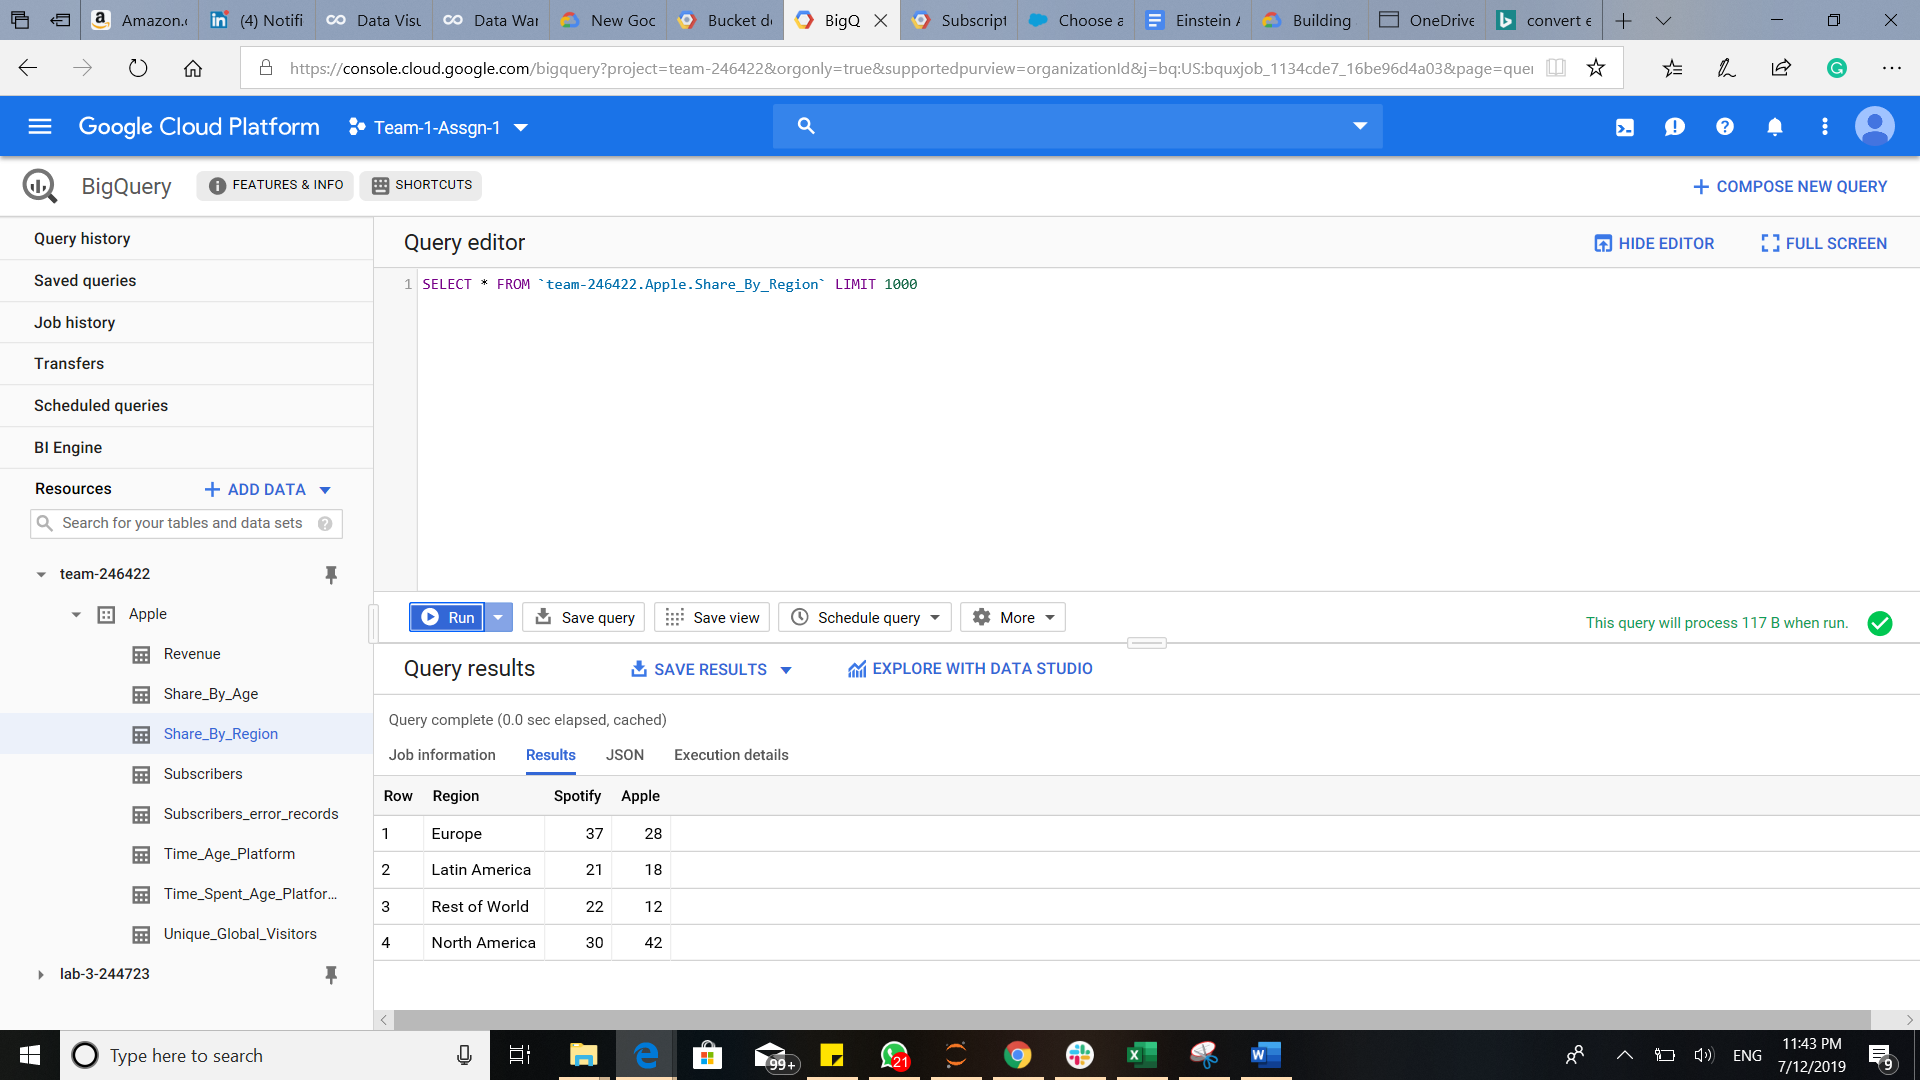 Amazon.c
(4) Notifi
Data Visu
Data War
New Goo
Bucket de
BigQ
Subscript
Choose a
Einstein A
Building
OneDrive
convert e
https://console.cloud.google.com/bigquery?project=team-246422&orgonly=true&supportedpurview=organizationId&j=bq:US:bquxjob_1134cde7_16be96d4a03&page=quer
Google Cloud Platform
Team-1-Assgn-1
BigQuery
FEATURES & INFO
SHORTCUTS
COMPOSE NEW QUERY
Query history
Saved queries
Job history
Transfers
Scheduled queries
BI Engine
Resources
ADD DATA
Search for your tables and data sets
team-246422
Apple
Revenue
Share_By_Age
Share_By_Region
Subscribers
Subscribers_error_records
Time_Age_Platform
Time_Spent_Age_Platfor...
Unique_Global_Visitors
lab-3-244723
Query editor
HIDE EDITOR
FULL SCREEN
1 SELECT * FROM `team-246422.Apple.Share_By_Region` LIMIT 1000
Run
Save query
Save view
Schedule query
More
This query will process 117 B when run.
Query results
SAVE RESULTS
EXPLORE WITH DATA STUDIO
Query complete (0.0 sec elapsed, cached)
Job information
Results
JSON
Execution details
Row Region Spotify Apple
1 Europe 37 28
2 Latin America 21 18
3 Rest of World 22 12
4 North America 30 42
Type here to search
99+
21
ENG
11:43 PM
7/12/2019
9